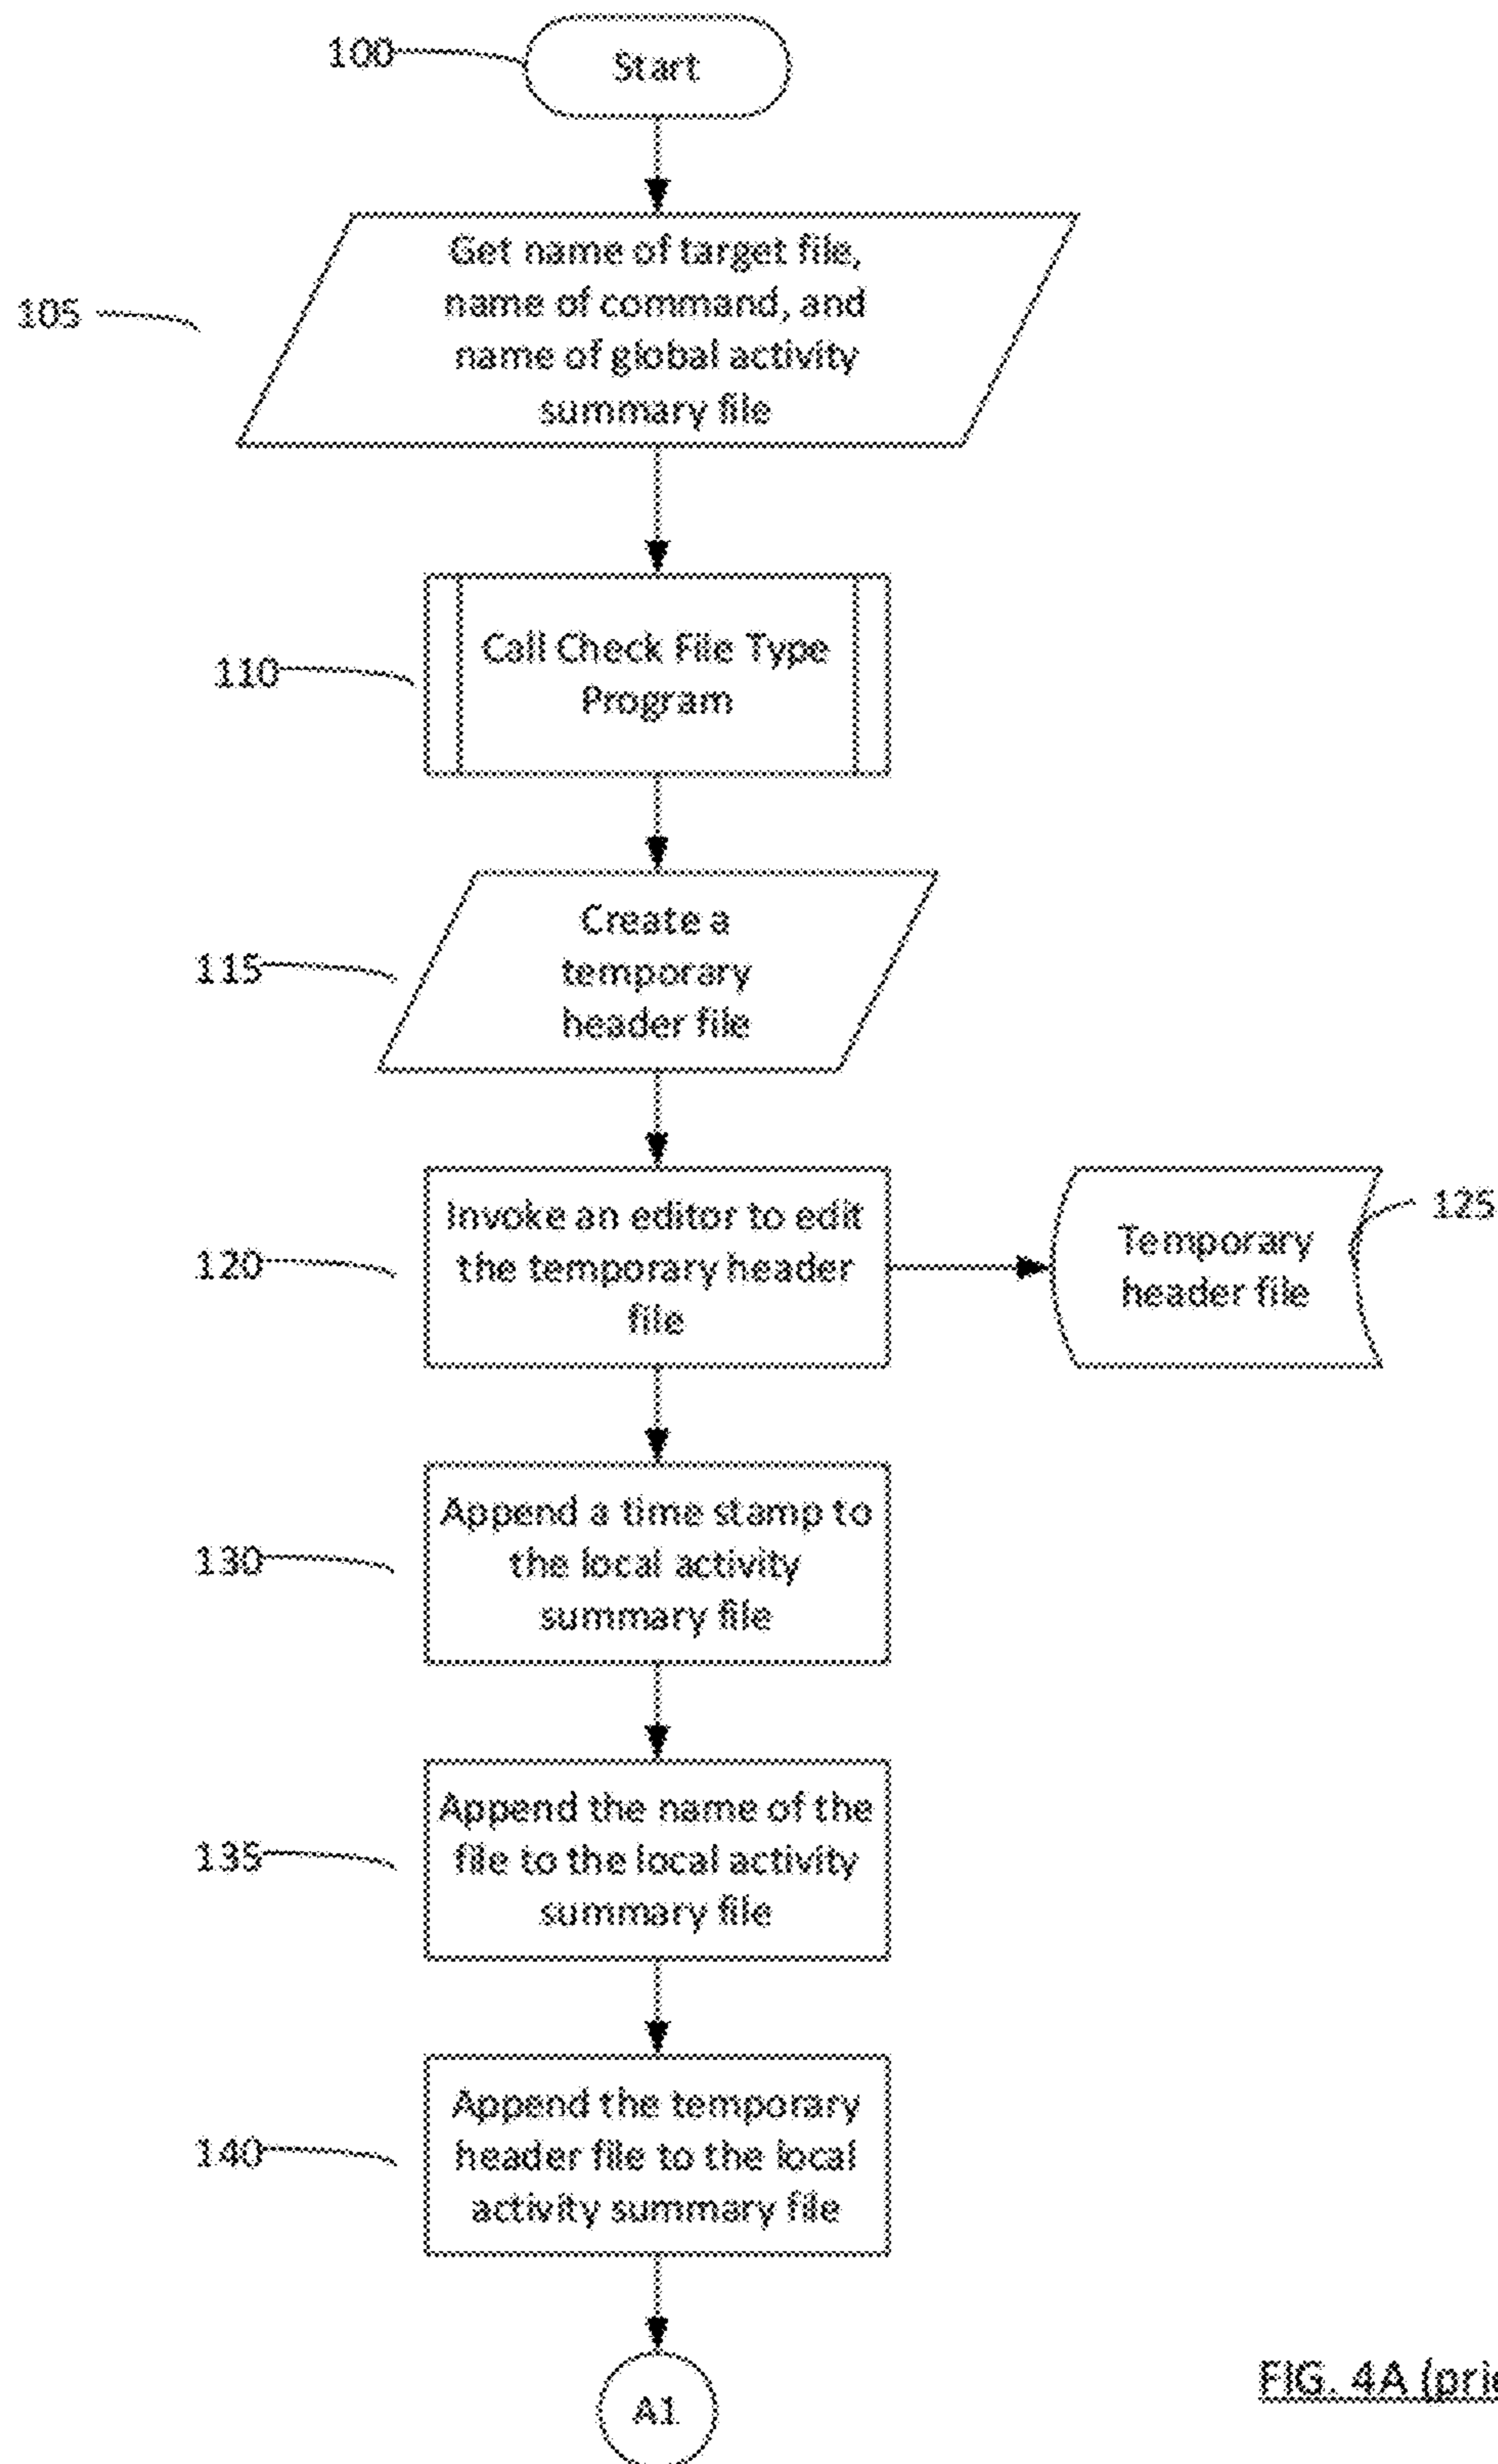 100
Start
105
Get name of target file,
name of command, and
name of global activity
summary file
110
Call Check File Type
Program
115
Create a
temporary
header file
120
Invoke an editor to edit
the temporary header
file
Temporary
header file
125
130
Append a time stamp to
the local activity
summary file
135
Append the name of the
file to the local activity
summary file
140
Append the temporary
header file to the local
activity summary file
A1
FIG. 4A